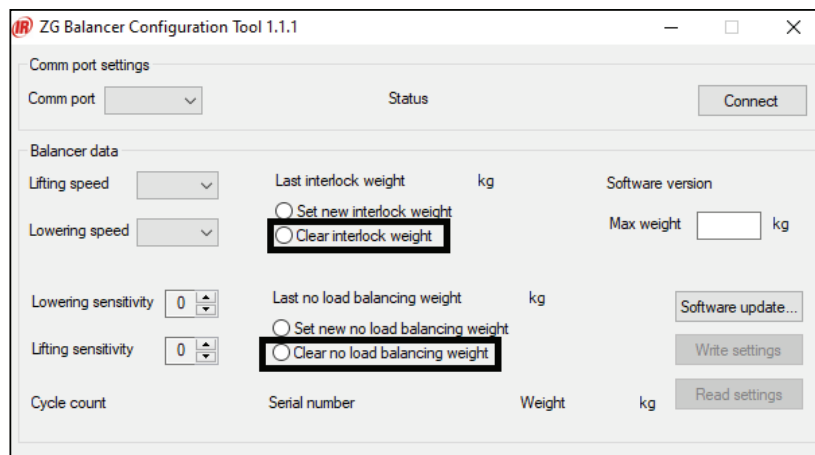 IR ZG Balancer Configuration Tool 1.1.1
Comm port settings
Comm port Status Connect
Balancer data
Lifting speed Last interlock weight kg Software version
Set new interlock weight
Lowering speed Clear interlock weight Max weight kg
Lowering sensitivity 0 Last no load balancing weight kg Software update...
Set new no load balancing weight
Lifting sensitivity 0 Clear no load balancing weight Write settings
Cycle count Serial number Weight kg Read settings